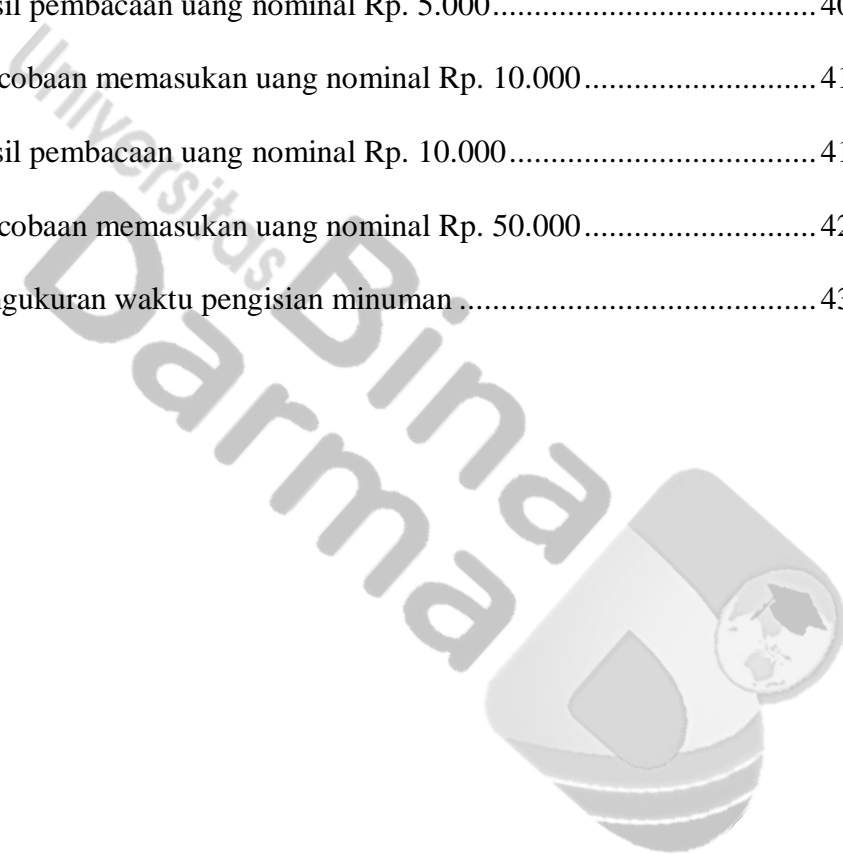 sil pembacaan uang nominal Rp. 5.000.......................................40
cobaan memasukan uang nominal Rp. 10.000............................41
sil pembacaan uang nominal Rp. 10.000.....................................41
cobaan memasukan uang nominal Rp. 50.000............................42
ngukuran waktu pengisian minuman ...........................................43
Universitas
Bina
Darma